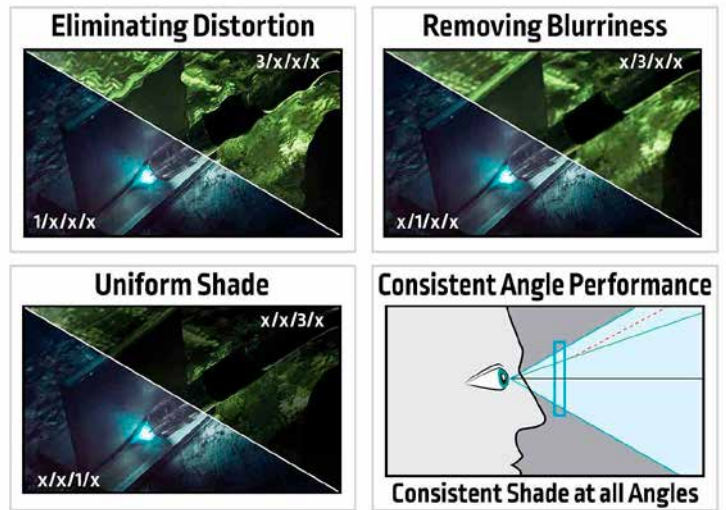 Eliminating Distortion
3/x/x/x
1/x/x/x
Removing Blurriness
x/3/x/x
x/1/x/x
Uniform Shade
x/x/3/x
x/x/1/x
Consistent Angle Performance
Consistent Shade at all Angles